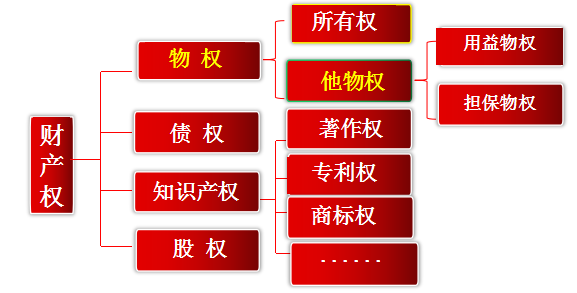 财产权
物 权
债 权
知识产权
股 权
所有权
他物权
著作权
专利权
商标权
- - - - - -
用益物权
担保物权